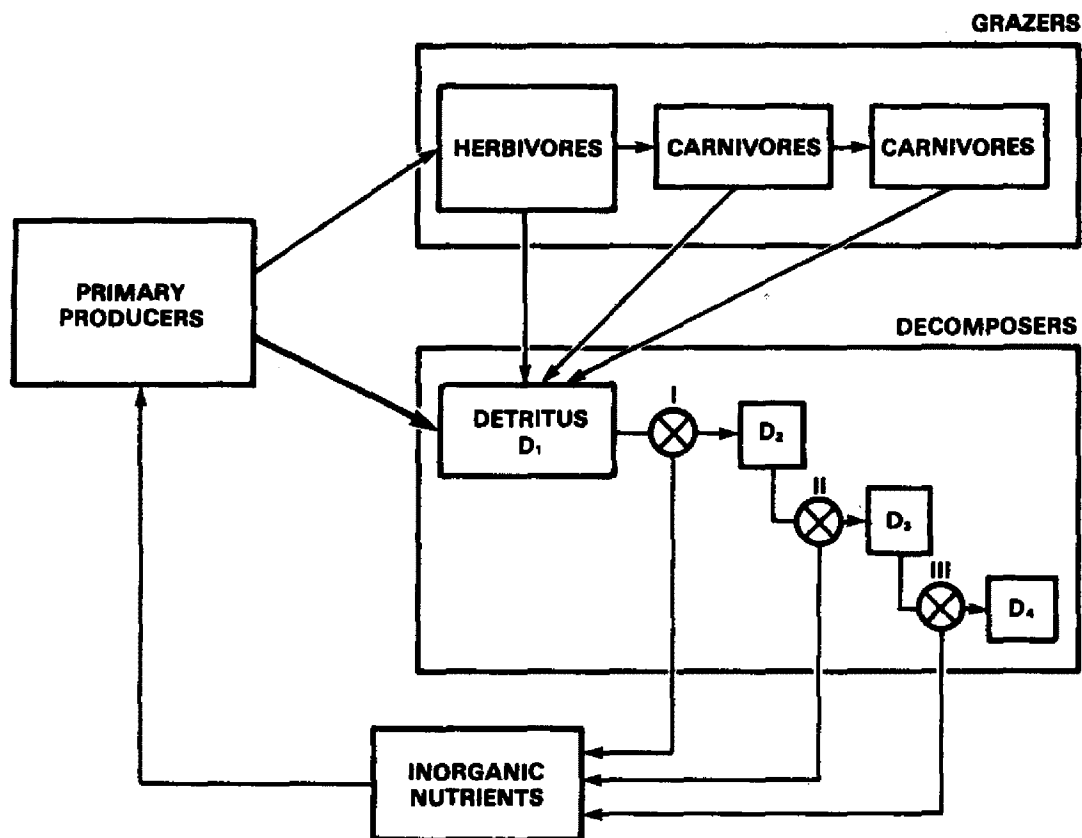 GRAZERS
HERBIVORES
CARNIVORES
CARNIVORES
PRIMARY
PRODUCERS
DECOMPOSERS
DETRITUS
D₁
I
D₂
II
D₃
III
D₄
INORGANIC
NUTRIENTS